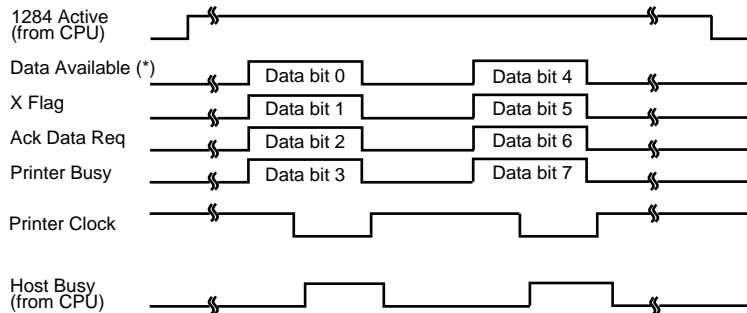 1284 Active
(from CPU)
Data Available (*)
Data bit 0
Data bit 4
X Flag
Data bit 1
Data bit 5
Ack Data Req
Data bit 2
Data bit 6
Printer Busy
Data bit 3
Data bit 7
Printer Clock
Host Busy
(from CPU)